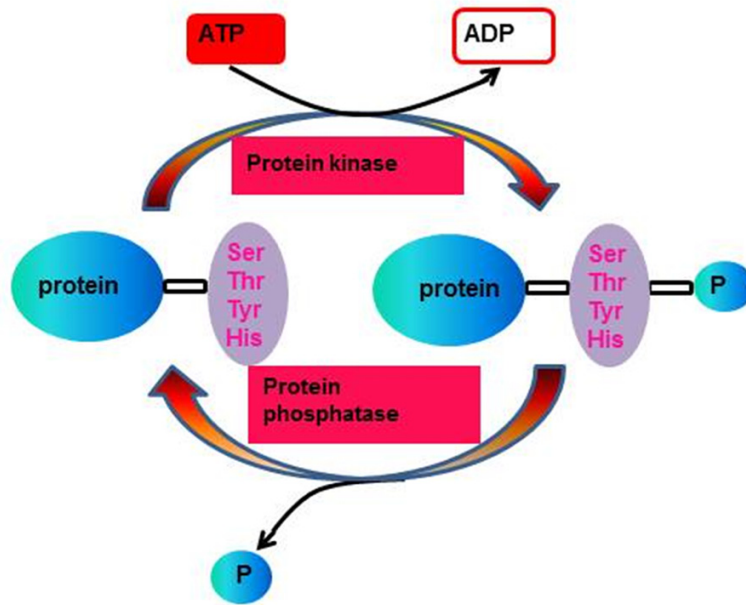 ATP
ADP
Protein kinase
protein
Ser
Thr
Tyr
His
protein
Ser
Thr
Tyr
His
P
Protein
phosphatase
P